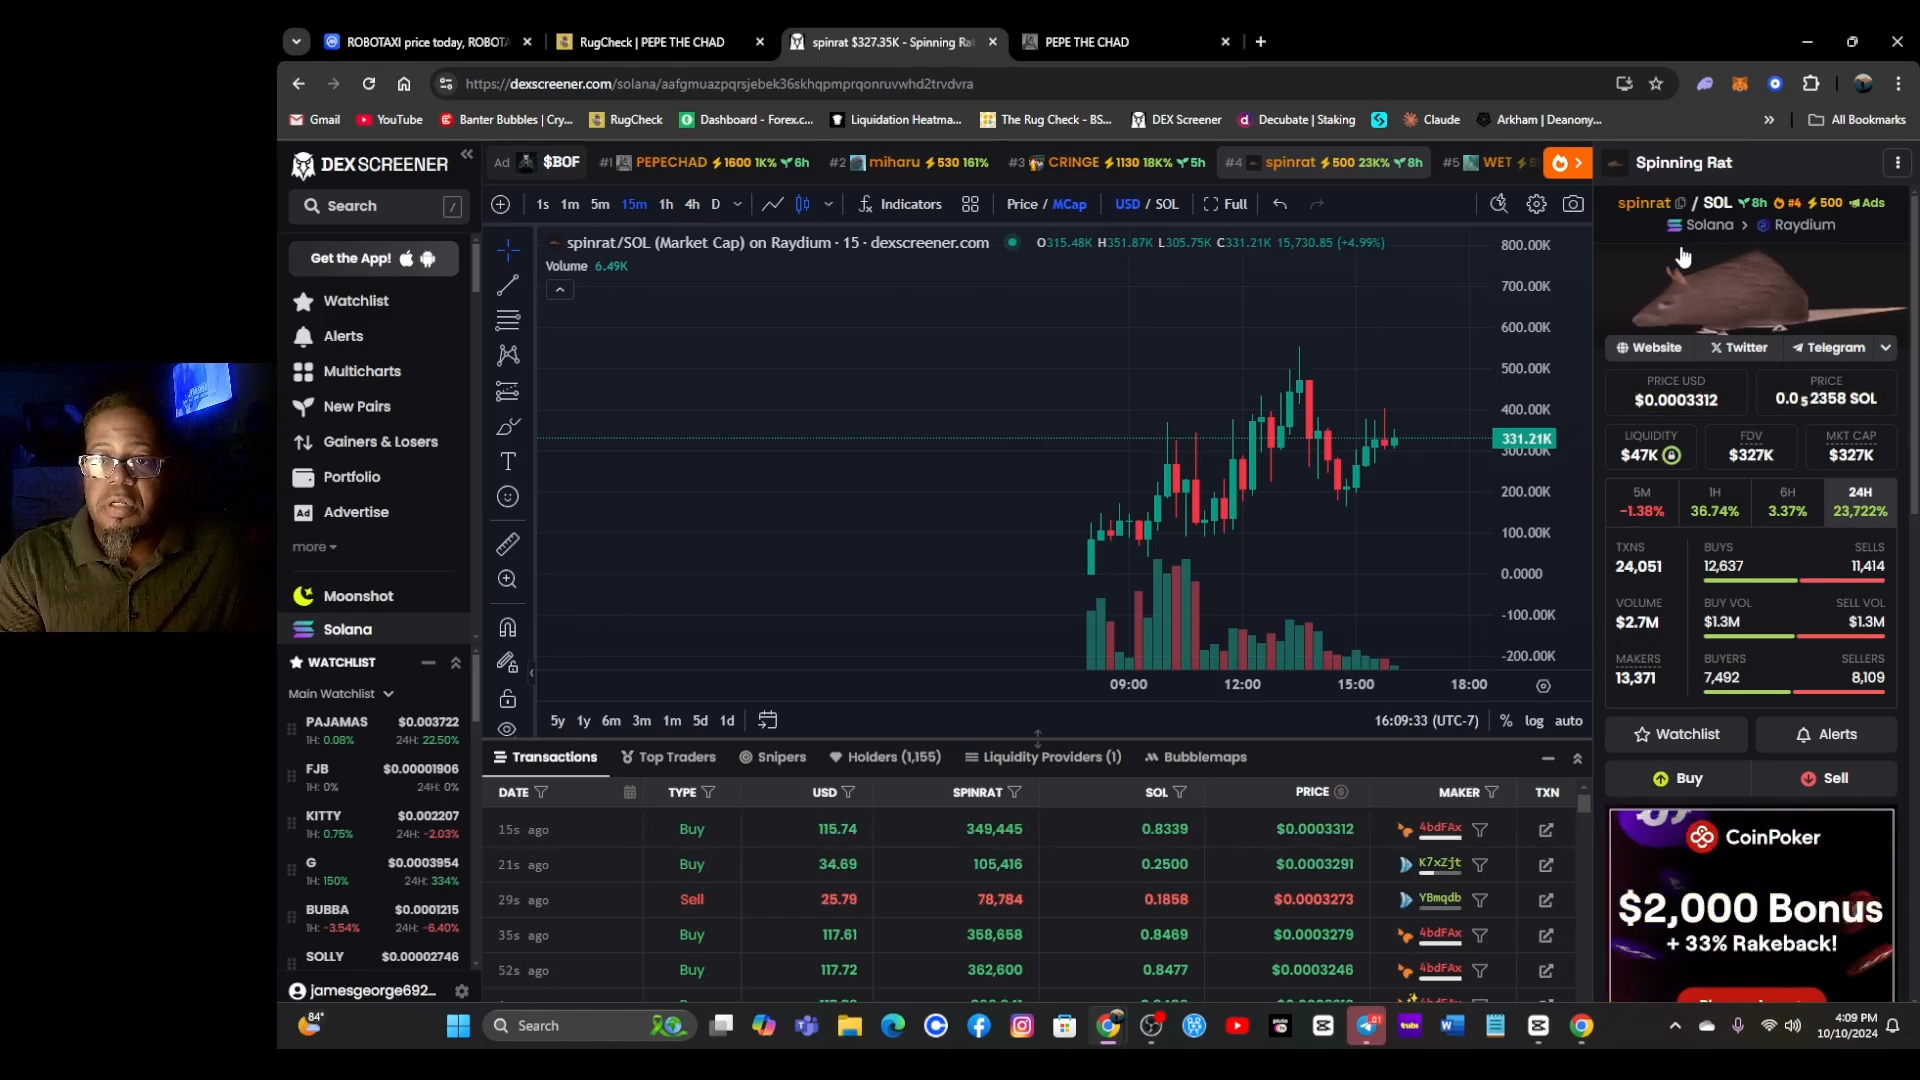 ROBOTAXI price today, ROBOT
RugCheck | PEPE THE CHAD
spinrat $327.35K - Spinning Ra
PEPE THE CHAD
https://dexscreener.com/solana/aafgmuazpqrsjebek36skhqpmprqonruvwhd2trvdvra
Gmail
YouTube
Banter Bubbles | Cry...
RugCheck
Dashboard - Forex.c...
Liquidation Heatma...
The Rug Check - BS...
DEX Screener
Decubate | Staking
Claude
Arkham | Deanony...
All Bookmarks
DEX SCREENER
Ad $BOF
#1 PEPECHAD 1600 1K% 6h
#2 miharu 530 161%
#3 CRINGE 1130 18K% 5h
#4 spinrat 500 23K% 8h
#5 WET
Spinning Rat
Search /
1s 1m 5m 15m 1h 4h D
Indicators
Price / MCap
USD / SOL
Full
spinrat / SOL 8h #4 500 Ads
Solana > Raydium
spinrat/SOL (Market Cap) on Raydium · 15 · dexscreener.com
O315.48K H351.87K L305.75K C331.21K 15,730.85 (+4.99%)
Volume 6.49K
Get the App!
Watchlist
Alerts
Multicharts
New Pairs
Gainers & Losers
Portfolio
Ad Advertise
more
Moonshot
Solana
800.00K
700.00K
600.00K
500.00K
400.00K
331.21K
300.00K
200.00K
100.00K
0.0000
-100.00K
-200.00K
09:00 12:00 15:00 18:00
5y 1y 6m 3m 1m 5d 1d
16:09:33 (UTC-7) % log auto
Website
Twitter
Telegram
PRICE USD
$0.0003312
PRICE
0.0₅2358 SOL
LIQUIDITY
$47K
FDV
$327K
MKT CAP
$327K
5M
-1.38%
1H
36.74%
6H
3.37%
24H
23,722%
TXNS
24,051
BUYS
12,637
SELLS
11,414
VOLUME
$2.7M
BUY VOL
$1.3M
SELL VOL
$1.3M
MAKERS
13,371
BUYERS
7,492
SELLERS
8,109
Watchlist
Alerts
Buy
Sell
CoinPoker
$2,000 Bonus
+ 33% Rakeback!
WATCHLIST
Main Watchlist
PAJAMAS $0.003722
1H: 0.08% 24H: 22.50%
FJB $0.00001906
1H: 0% 24H: 0%
KITTY $0.002207
1H: 0.75% 24H: -2.03%
G $0.0003954
1H: 150% 24H: 334%
BUBBA $0.0001215
1H: -3.54% 24H: -6.40%
SOLLY $0.00002746
jamesgeorge692...
Transactions
Top Traders
Snipers
Holders (1,155)
Liquidity Providers (1)
Bubblemaps
DATE TYPE USD SPINRAT SOL PRICE MAKER TXN
15s ago Buy 115.74 349,445 0.8339 $0.0003312 4bdFAx
21s ago Buy 34.69 105,416 0.2500 $0.0003291 K7xZjt
29s ago Sell 25.79 78,784 0.1858 $0.0003273 YBmqdb
35s ago Buy 117.61 358,658 0.8469 $0.0003279 4bdFAx
52s ago Buy 117.72 362,600 0.8477 $0.0003246 4bdFAx
84°
Search
4:09 PM
10/10/2024